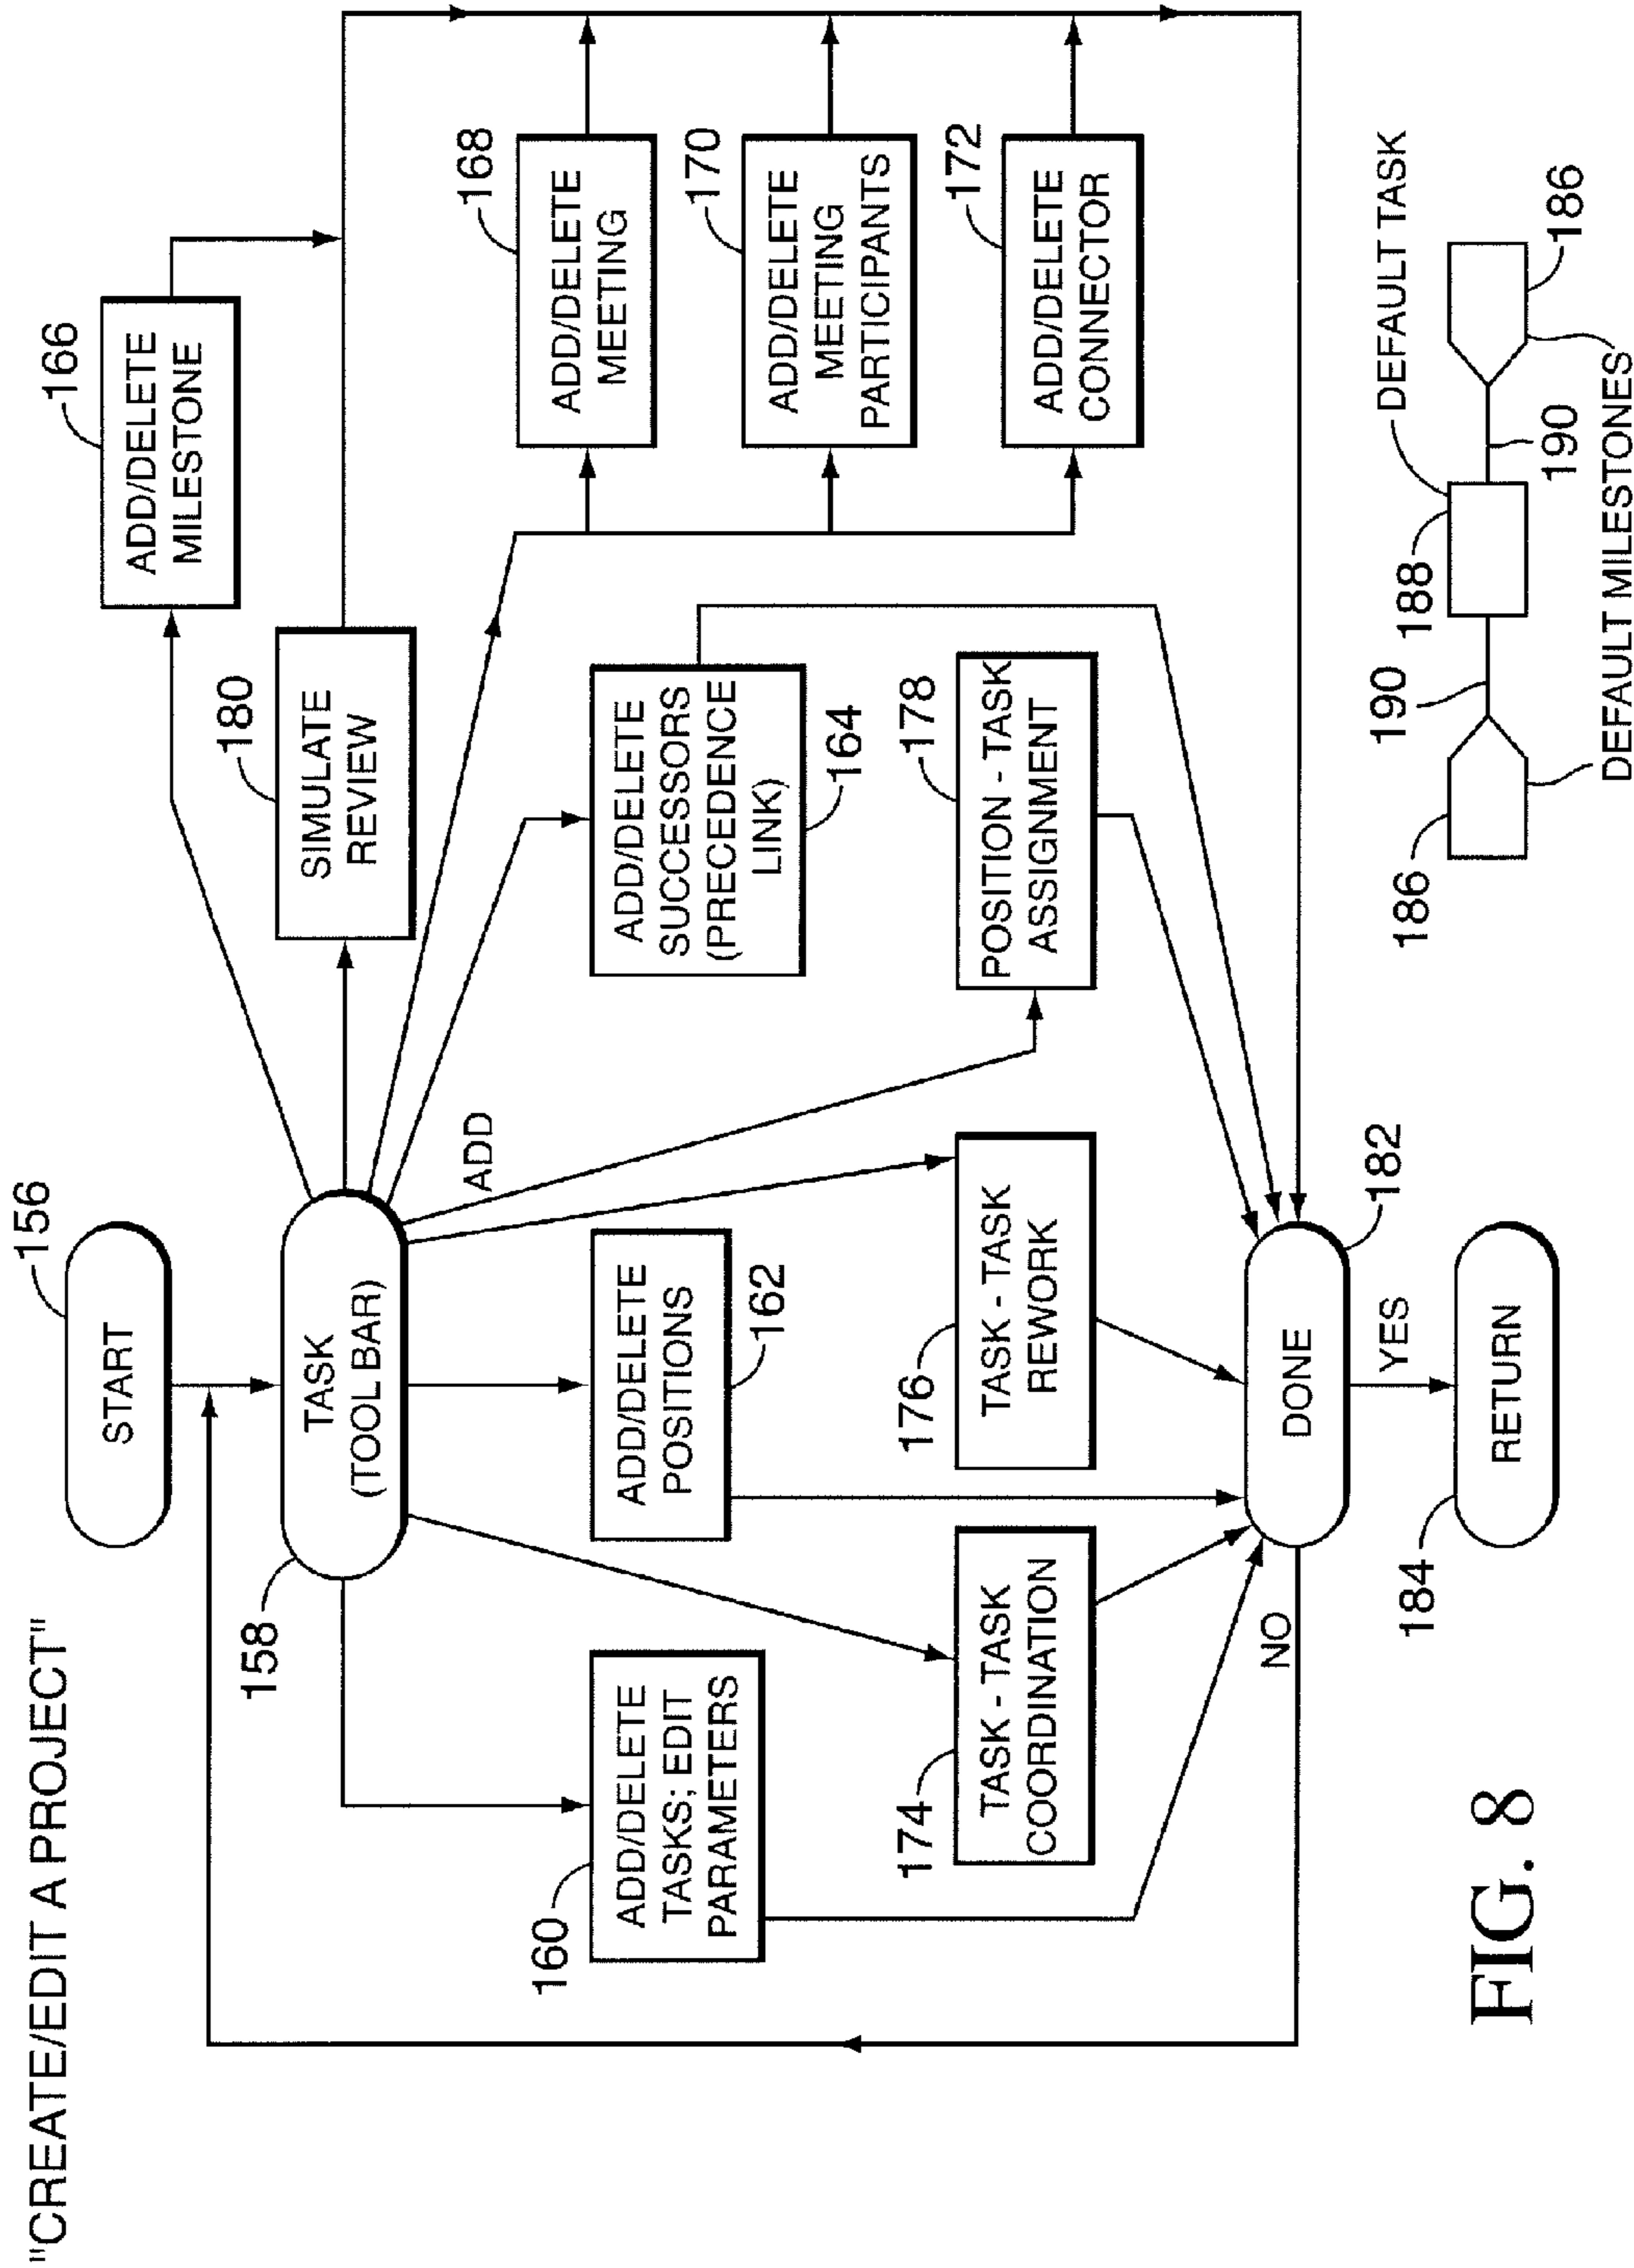 "CREATE/EDIT A PROJECT"
START
156
158
TASK
(TOOL BAR)
166
ADD/DELETE
MILESTONE
180
SIMULATE
REVIEW
168
ADD/DELETE
MEETING
170
ADD/DELETE
MEETING
PARTICIPANTS
172
ADD/DELETE
CONNECTOR
ADD
160
ADD/DELETE
TASKS; EDIT
PARAMETERS
ADD/DELETE
POSITIONS
162
ADD/DELETE
SUCCESSORS
(PRECEDENCE
LINK)
164
174
TASK - TASK
COORDINATION
176
TASK - TASK
REWORK
178
POSITION - TASK
ASSIGNMENT
NO
DONE
182
YES
184
RETURN
DEFAULT TASK
186
190
188
190
186
DEFAULT MILESTONES
FIG. 8